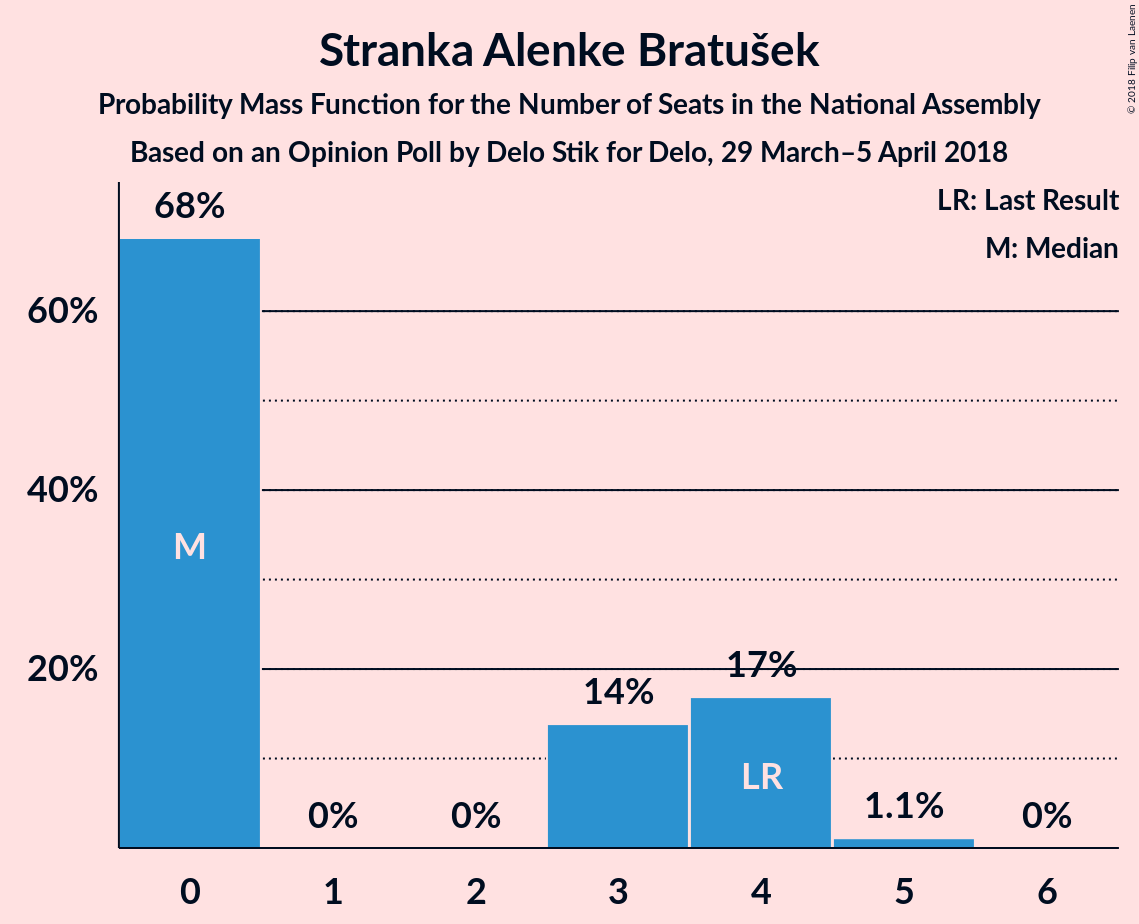 Stranka Alenke Bratušek
Probability Mass Function for the Number of Seats in the National Assembly
Based on an Opinion Poll by Delo Stik for Delo, 29 March–5 April 2018
© 2018 Filip van Laenen
LR: Last Result
M: Median
68%
60%
40%
M
20%
17%
14%
LR
1.1%
0%
0%
0%
0
1
2
3
4
5
6